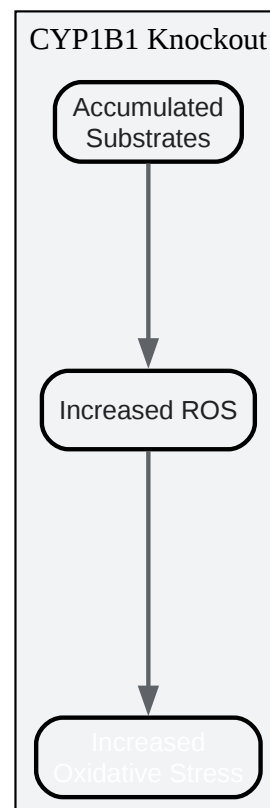 CYP1B1 Knockout
Accumulated
Substrates
Increased ROS
Increased
Oxidative Stress